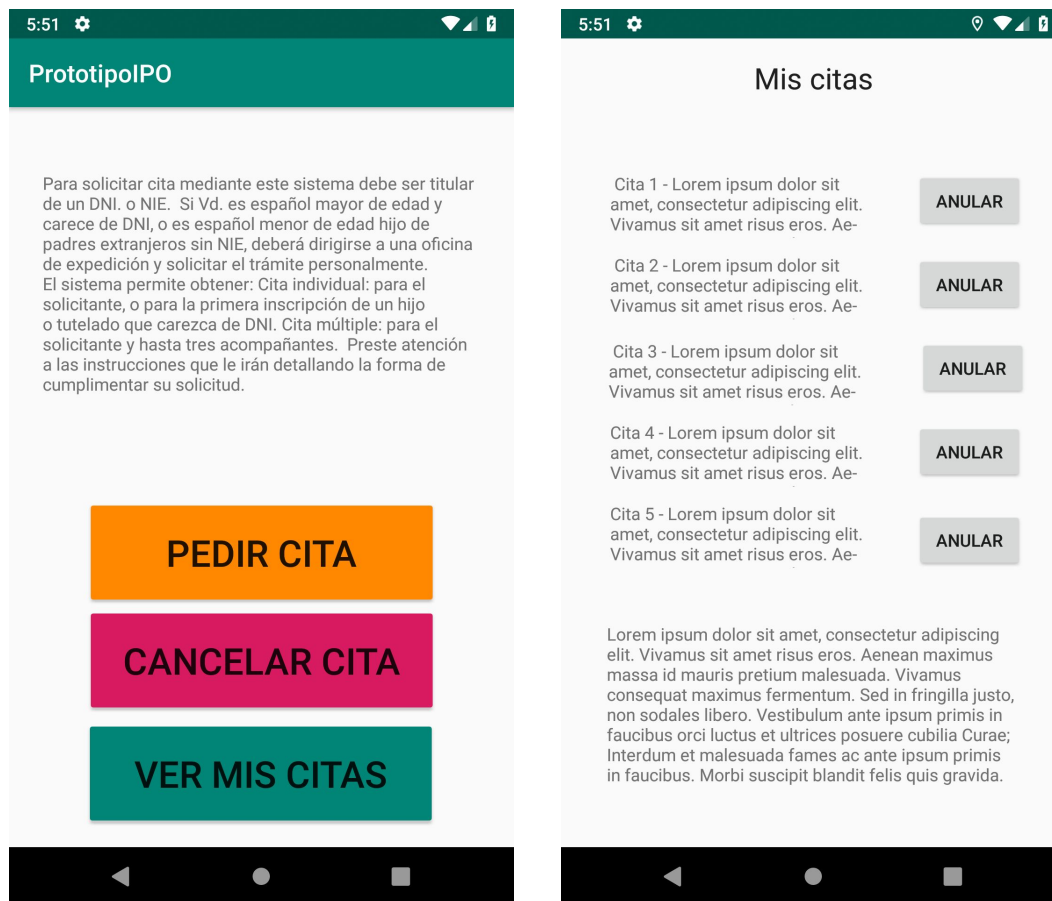 5:51
PrototipoIPO
Para solicitar cita mediante este sistema debe ser titular
de un DNI. o NIE.  Si Vd. es español mayor de edad y
carece de DNI, o es español menor de edad hijo de
padres extranjeros sin NIE, deberá dirigirse a una oficina
de expedición y solicitar el trámite personalmente.
El sistema permite obtener: Cita individual: para el
solicitante, o para la primera inscripción de un hijo
o tutelado que carezca de DNI. Cita múltiple: para el
solicitante y hasta tres acompañantes.  Preste atención
a las instrucciones que le irán detallando la forma de
cumplimentar su solicitud.
PEDIR CITA
CANCELAR CITA
VER MIS CITAS
5:51
Mis citas
Cita 1 - Lorem ipsum dolor sit
amet, consectetur adipiscing elit.
Vivamus sit amet risus eros. Ae-
ANULAR
Cita 2 - Lorem ipsum dolor sit
amet, consectetur adipiscing elit.
Vivamus sit amet risus eros. Ae-
ANULAR
Cita 3 - Lorem ipsum dolor sit
amet, consectetur adipiscing elit.
Vivamus sit amet risus eros. Ae-
ANULAR
Cita 4 - Lorem ipsum dolor sit
amet, consectetur adipiscing elit.
Vivamus sit amet risus eros. Ae-
ANULAR
Cita 5 - Lorem ipsum dolor sit
amet, consectetur adipiscing elit.
Vivamus sit amet risus eros. Ae-
ANULAR
Lorem ipsum dolor sit amet, consectetur adipiscing
elit. Vivamus sit amet risus eros. Aenean maximus
massa id mauris pretium malesuada. Vivamus
consequat maximus fermentum. Sed in fringilla justo,
non sodales libero. Vestibulum ante ipsum primis in
faucibus orci luctus et ultrices posuere cubilia Curae;
Interdum et malesuada fames ac ante ipsum primis
in faucibus. Morbi suscipit blandit felis quis gravida.